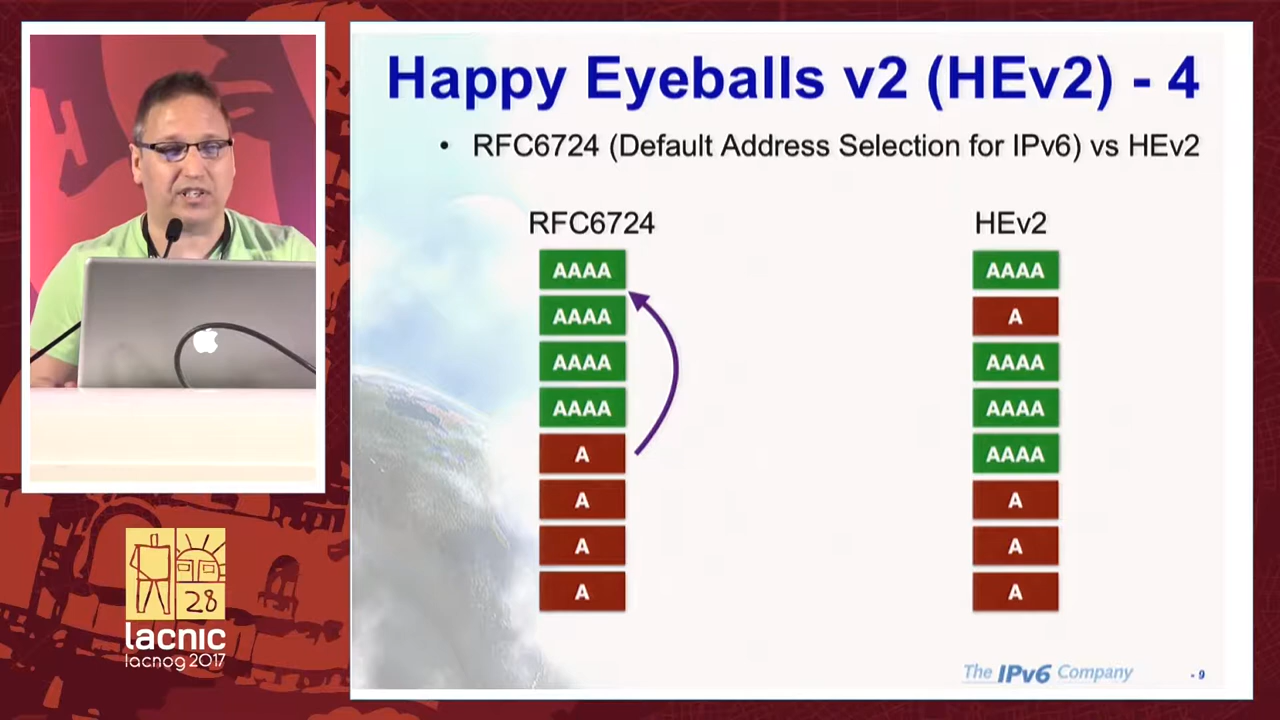 Happy Eyeballs v2 (HEv2) - 4
• RFC6724 (Default Address Selection for IPv6) vs HEv2
RFC6724
AAAA
AAAA
AAAA
AAAA
A
A
A
A
HEv2
AAAA
A
AAAA
AAAA
AAAA
A
A
A
28
lacnic
lacnog 2017
The IPv6 Company
- 9